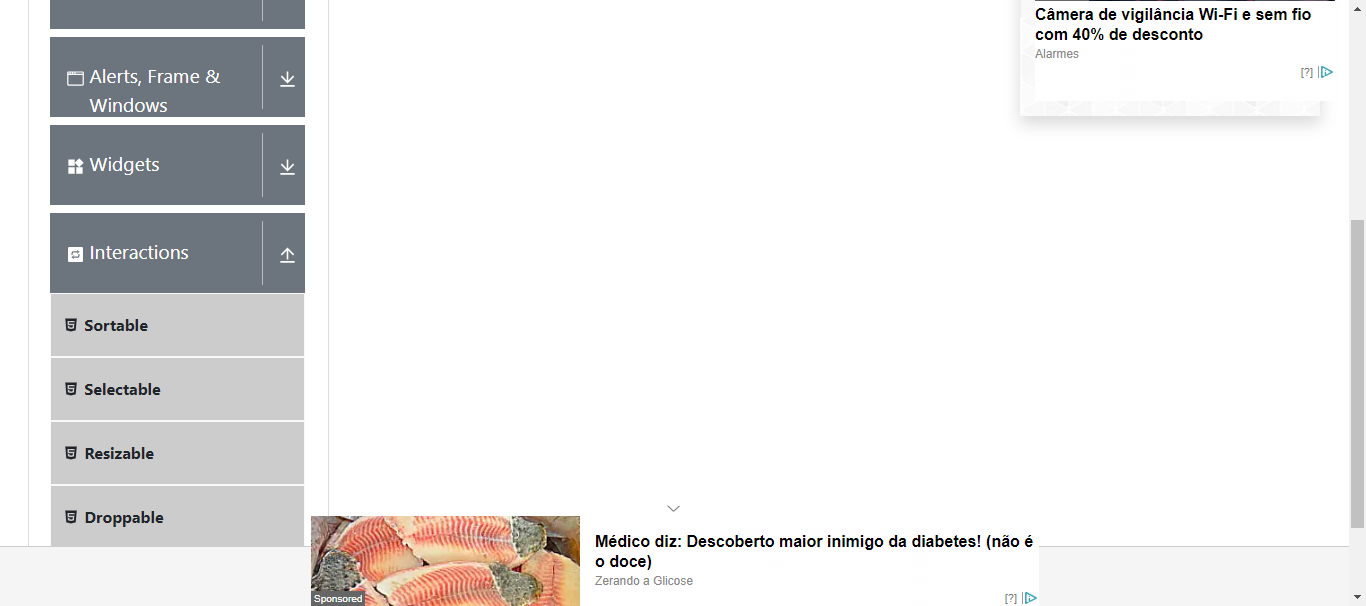 Alerts, Frame &
Windows
Widgets
Interactions
Sortable
Selectable
Resizable
Droppable
Câmera de vigilância Wi-Fi e sem fio
com 40% de desconto
Alarmes
[?]
Sponsored
Médico diz: Descoberto maior inimigo da diabetes! (não é
o doce)
Zerando a Glicose
[?]